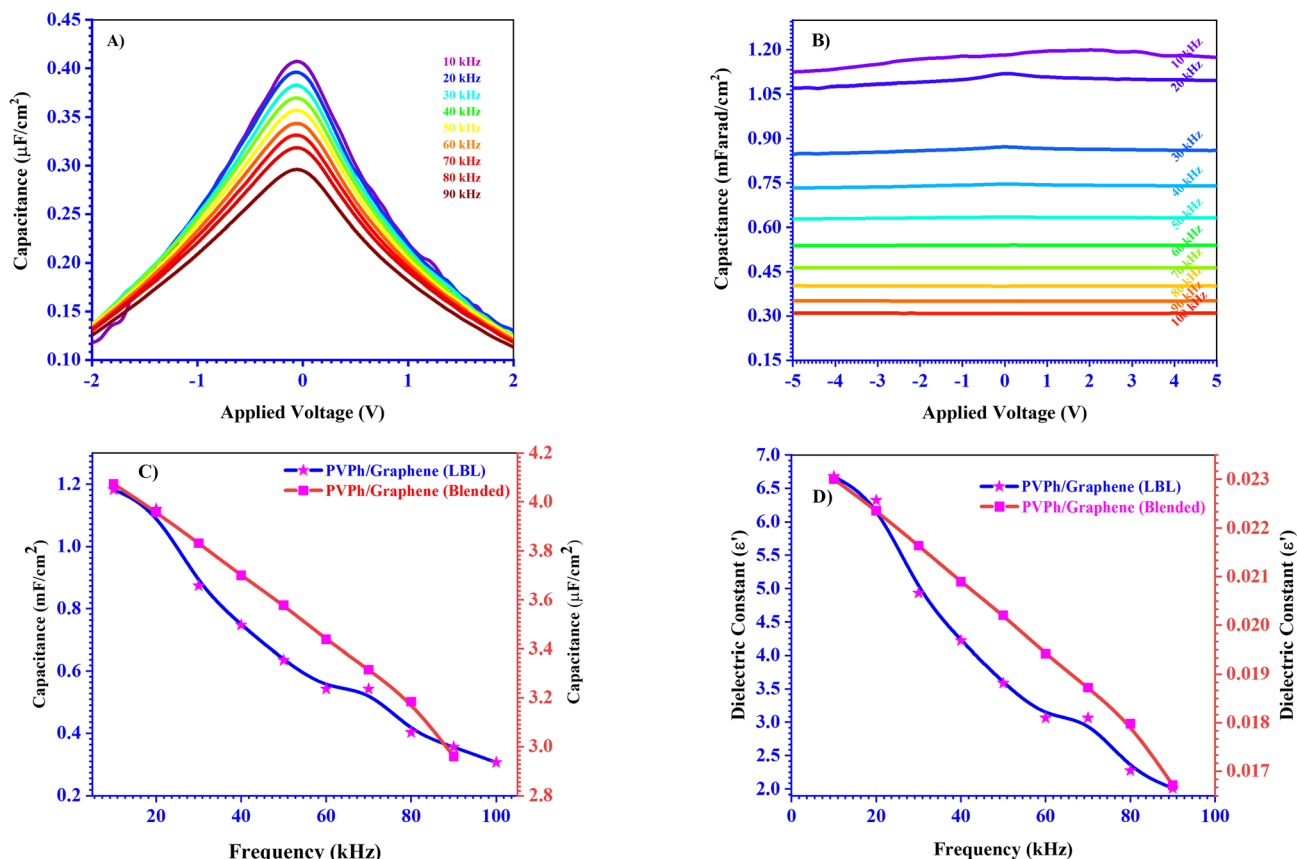 A)
0.45
0.40
0.35
0.30
0.25
0.20
0.15
0.10
Capacitance (μF/cm²)
10 kHz
20 kHz
30 kHz
40 kHz
50 kHz
60 kHz
70 kHz
80 kHz
90 kHz
-2 -1 0 1 2
Applied Voltage (V)
B)
1.20
1.05
0.90
0.75
0.60
0.45
0.30
0.15
Capacitance (mFarad/cm²)
10 kHz
20 kHz
30 kHz
40 kHz
50 kHz
60 kHz
70 kHz
80 kHz
90 kHz
100 kHz
-5 -4 -3 -2 -1 0 1 2 3 4 5
Applied Voltage (V)
C)
PVPh/Graphene (LBL)
PVPh/Graphene (Blended)
1.2
1.0
0.8
0.6
0.4
0.2
Capacitance (mF/cm²)
4.2
4.0
3.8
3.6
3.4
3.2
3.0
2.8
Capacitance (μF/cm²)
20 40 60 80 100
Frequency (kHz)
D)
PVPh/Graphene (LBL)
PVPh/Graphene (Blended)
7.0
6.5
6.0
5.5
5.0
4.5
4.0
3.5
3.0
2.5
2.0
Dielectric Constant (ε')
0.023
0.022
0.021
0.020
0.019
0.018
0.017
Dielectric Constant (ε')
0 20 40 60 80 100
Frequency (kHz)